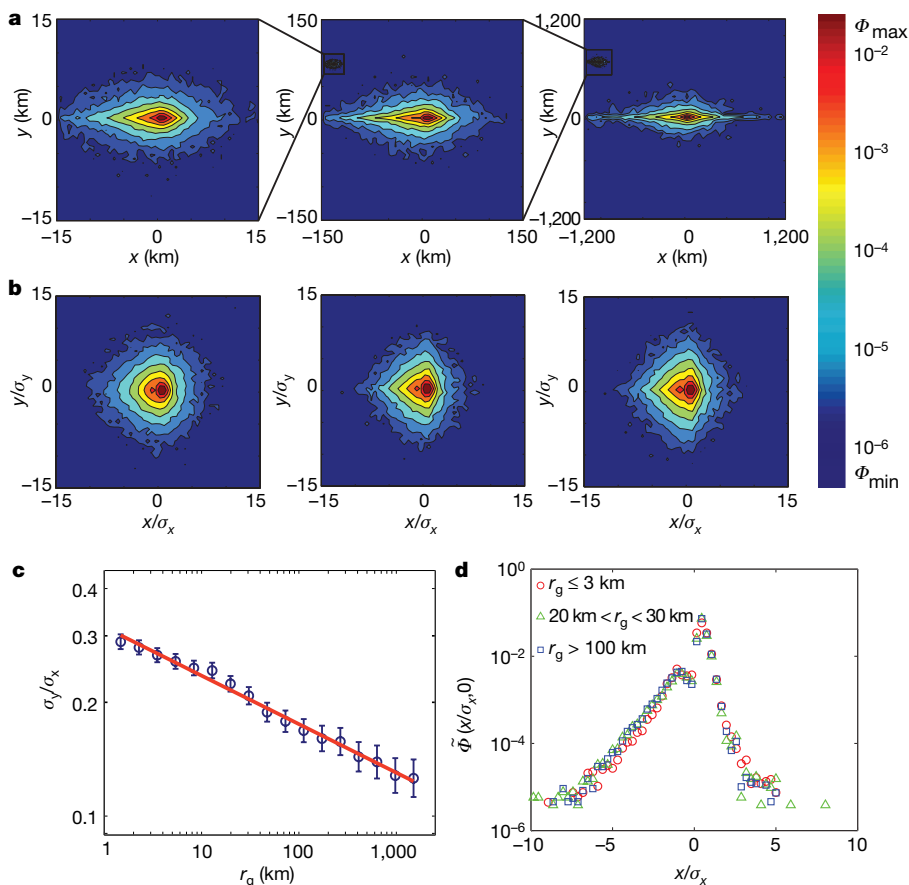 a
15
0
−15
y (km)
−15
0
15
x (km)
150
0
−150
y (km)
−150
0
150
x (km)
1,200
0
−1,200
y (km)
−1,200
0
1,200
x (km)
Φmax
10⁻²
10⁻³
10⁻⁴
10⁻⁵
10⁻⁶
Φmin
b
15
0
−15
y/σy
−15
0
15
x/σx
15
0
−15
y/σy
−15
0
15
x/σx
15
0
−15
y/σy
−15
0
15
x/σx
c
0.4
0.3
0.2
0.1
σy/σx
1
10
100
1,000
rg (km)
d
10⁰
10⁻²
10⁻⁴
10⁻⁶
Φ̃ (x/σx,0)
rg ≤ 3 km
20 km < rg < 30 km
rg > 100 km
−10
−5
0
5
10
x/σx